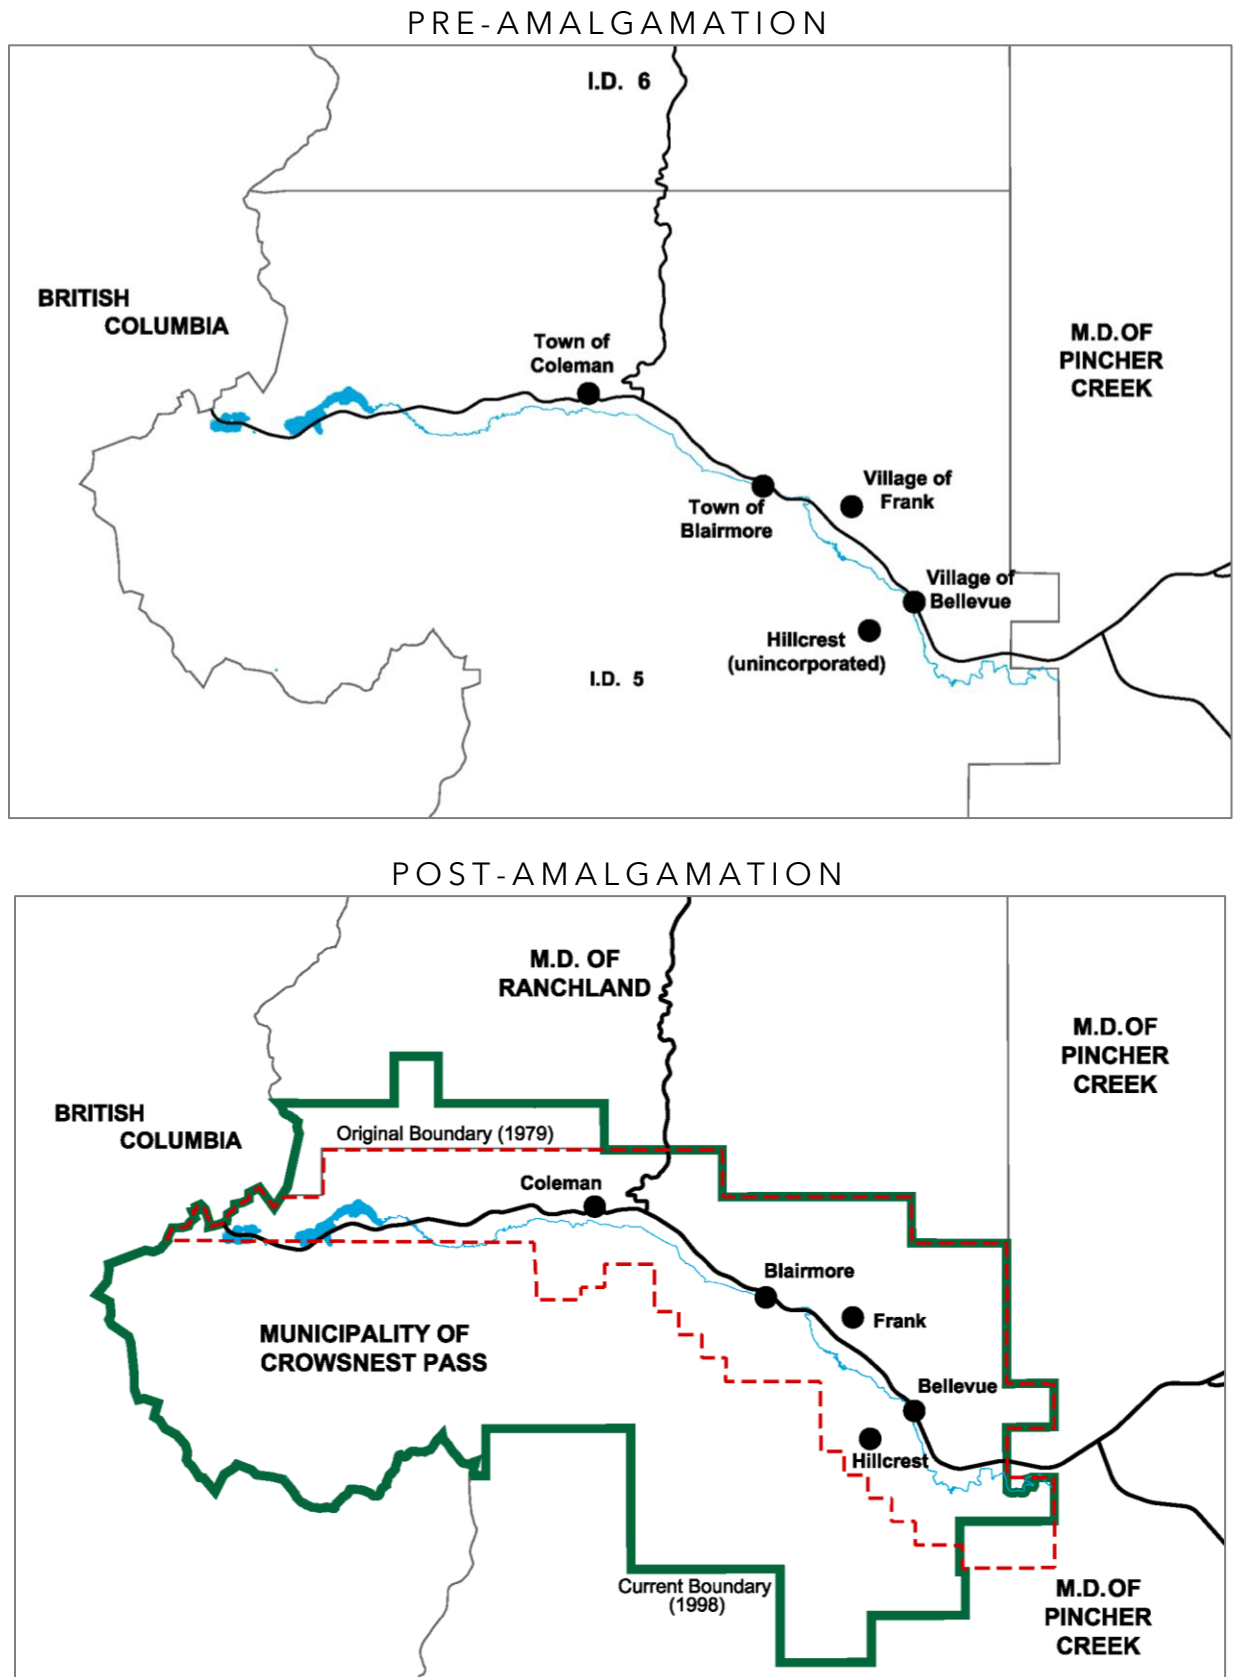 PRE-AMALGAMATION
I.D. 6
BRITISH
COLUMBIA
Town of
Coleman
M.D.OF
PINCHER
CREEK
Village of
Frank
Town of
Blairmore
Village of
Bellevue
Hillcrest
(unincorporated)
I.D. 5
POST-AMALGAMATION
M.D. OF
RANCHLAND
M.D.OF
PINCHER
CREEK
BRITISH
COLUMBIA
Original Boundary (1979)
Coleman
Blairmore
Frank
MUNICIPALITY OF
CROWSNEST PASS
Bellevue
Hillcrest
Current Boundary
(1998)
M.D.OF
PINCHER
CREEK